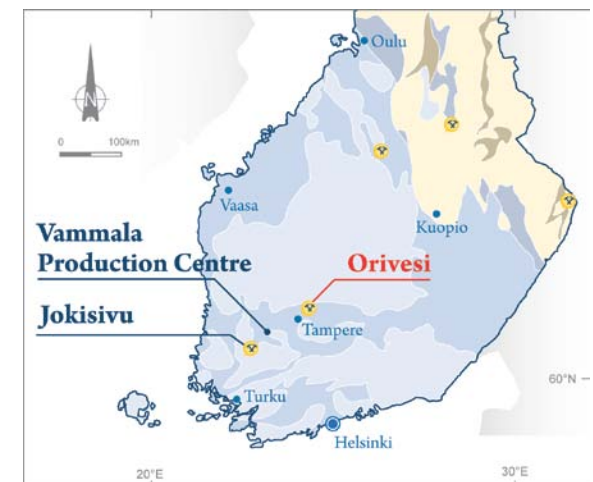 Oulu
N
0 100km
Vaasa
Kuopio
Vammala
Production Centre
Orivesi
Jokisivu
Tampere
60°N
Turku
Helsinki
20°E
30°E